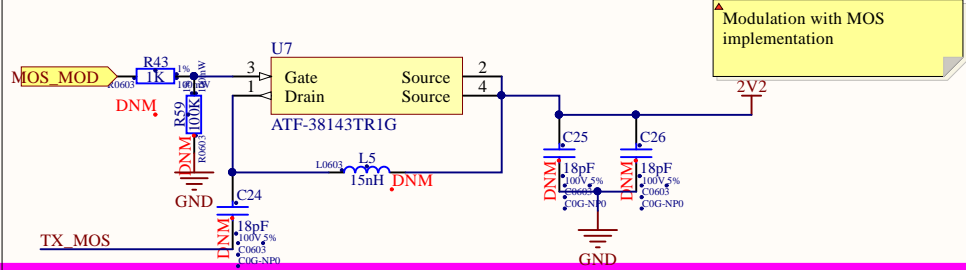 Modulation with MOS
implementation
U7
R43
MOS_MOD
1K
1%
R0603
100mW
DNM
R59
100K
R0603
DNM
GND
3
Gate
Source
2
1
Drain
Source
4
ATF-38143TR1G
2V2
L0603
L5
15nH
DNM
C24
18pF
100V,5%
C0603
C0G-NP0
DNM
TX_MOS
C25
18pF
100V,5%
C0603
C0G-NP0
DNM
C26
18pF
100V,5%
C0603
C0G-NP0
DNM
GND